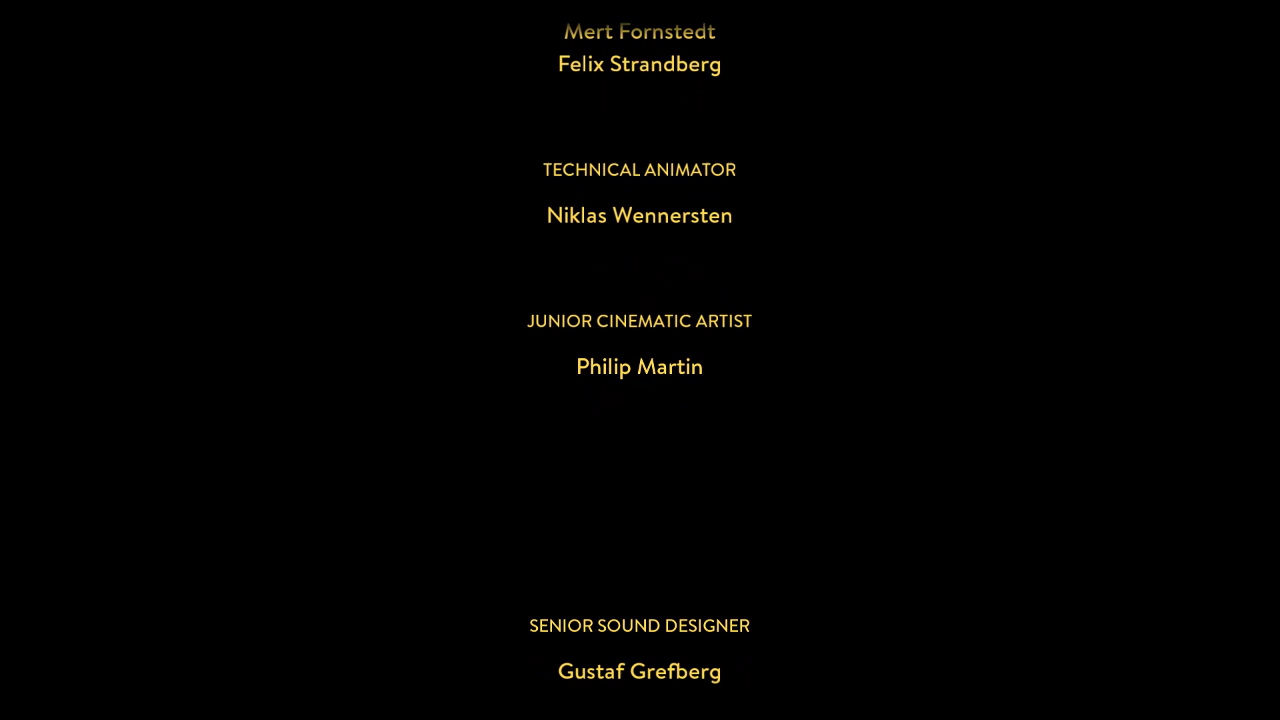 Mert Fornstedt
Felix Strandberg
TECHNICAL ANIMATOR
Niklas Wennersten
JUNIOR CINEMATIC ARTIST
Philip Martin
SENIOR SOUND DESIGNER
Gustaf Grefberg